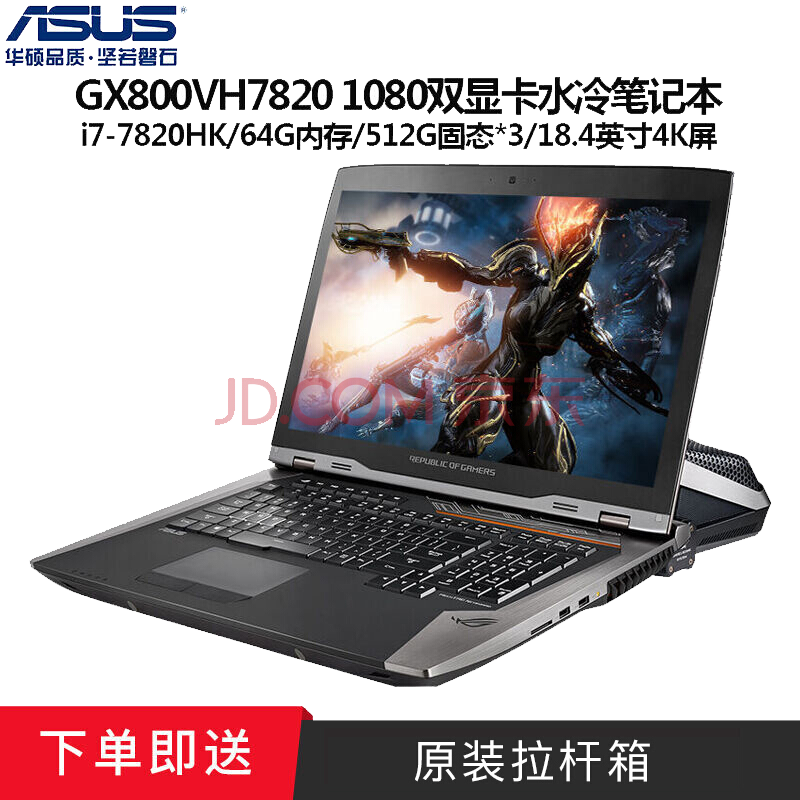 ASUS®
华硕品质·坚若磐石
GX800VH7820 1080双显卡水冷笔记本
i7-7820HK/64G内存/512G固态*3/18.4英寸4K屏
JD.COM 京东
REPUBLIC OF GAMERS
ASUS
下单即送
原装拉杆箱